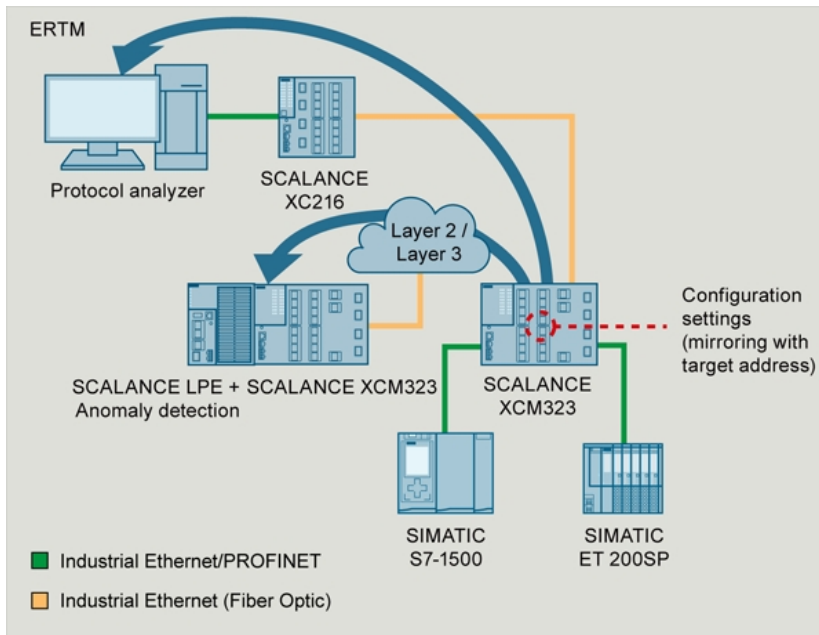 ERTM
Protocol analyzer
SCALANCE
XC216
Layer 2 /
Layer 3
Configuration
settings
(mirroring with
target address)
SCALANCE LPE + SCALANCE XCM323
Anomaly detection
SCALANCE
XCM323
SIMATIC
S7-1500
SIMATIC
ET 200SP
Industrial Ethernet/PROFINET
Industrial Ethernet (Fiber Optic)